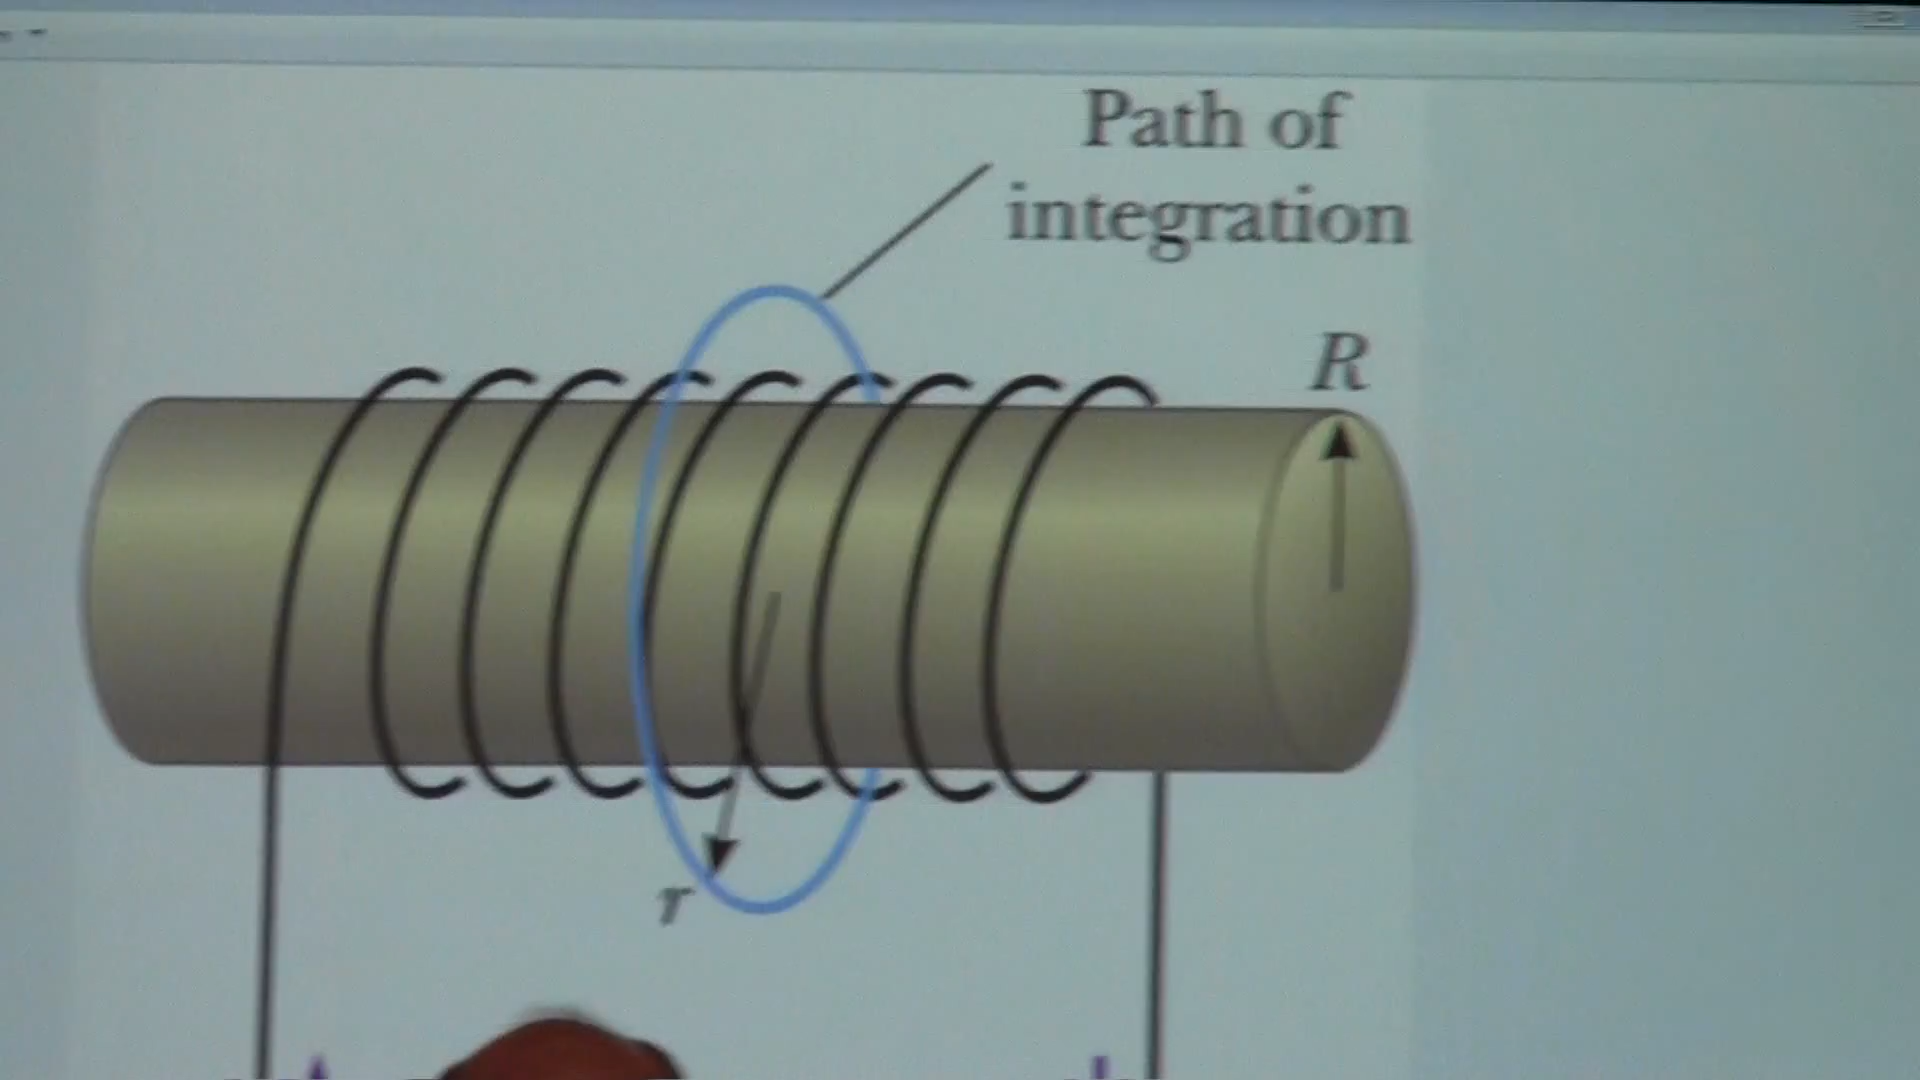 Path of
integration
R
r